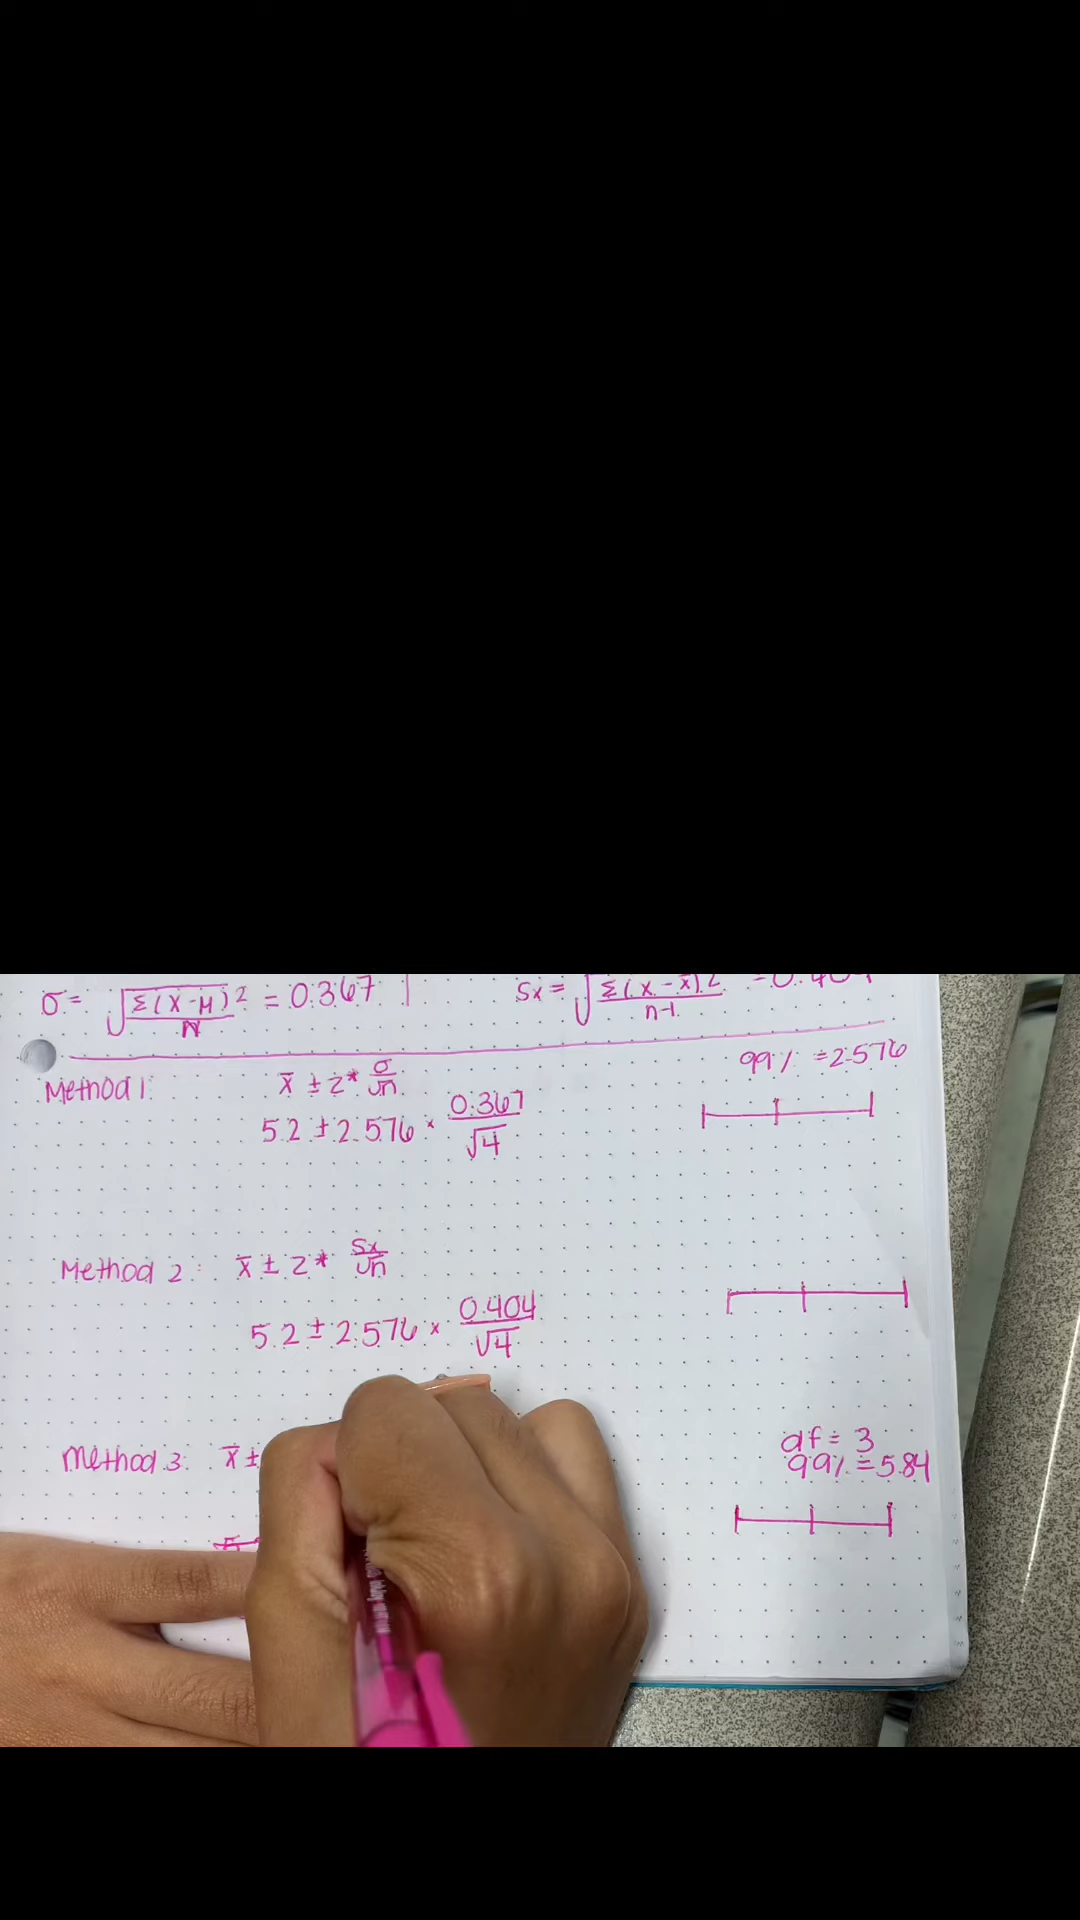 σ = √Σ(x-μ)²/N = 0.367
Sx = √Σ(x-x̄)2/n-1
Method 1: x̄ ± z* σ/√n
99% = 2.576
5.2 ± 2.576 × 0.367/√4
Method 2: x̄ ± z* Sx/√n
5.2 ± 2.576 × 0.404/√4
Method 3: x̄ ±
df = 3
99% = 5.84